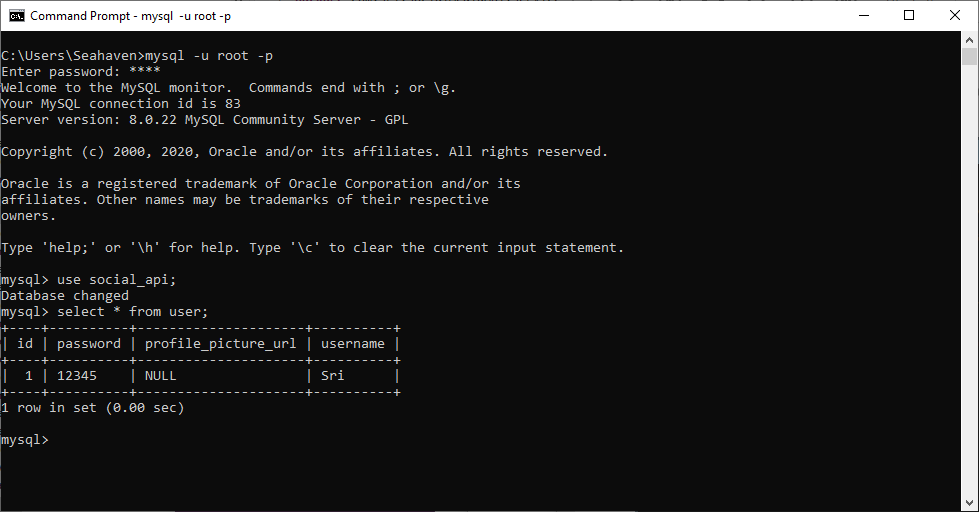 Command Prompt - mysql  -u root -p
C:\Users\Seahaven>mysql -u root -p
Enter password: ****
Welcome to the MySQL monitor.  Commands end with ; or \g.
Your MySQL connection id is 83
Server version: 8.0.22 MySQL Community Server - GPL

Copyright (c) 2000, 2020, Oracle and/or its affiliates. All rights reserved.

Oracle is a registered trademark of Oracle Corporation and/or its
affiliates. Other names may be trademarks of their respective
owners.

Type 'help;' or '\h' for help. Type '\c' to clear the current input statement.

mysql> use social_api;
Database changed
mysql> select * from user;
+----+----------+---------------------+----------+
| id | password | profile_picture_url | username |
+----+----------+---------------------+----------+
|  1 | 12345    | NULL                | Sri      |
+----+----------+---------------------+----------+
1 row in set (0.00 sec)

mysql>